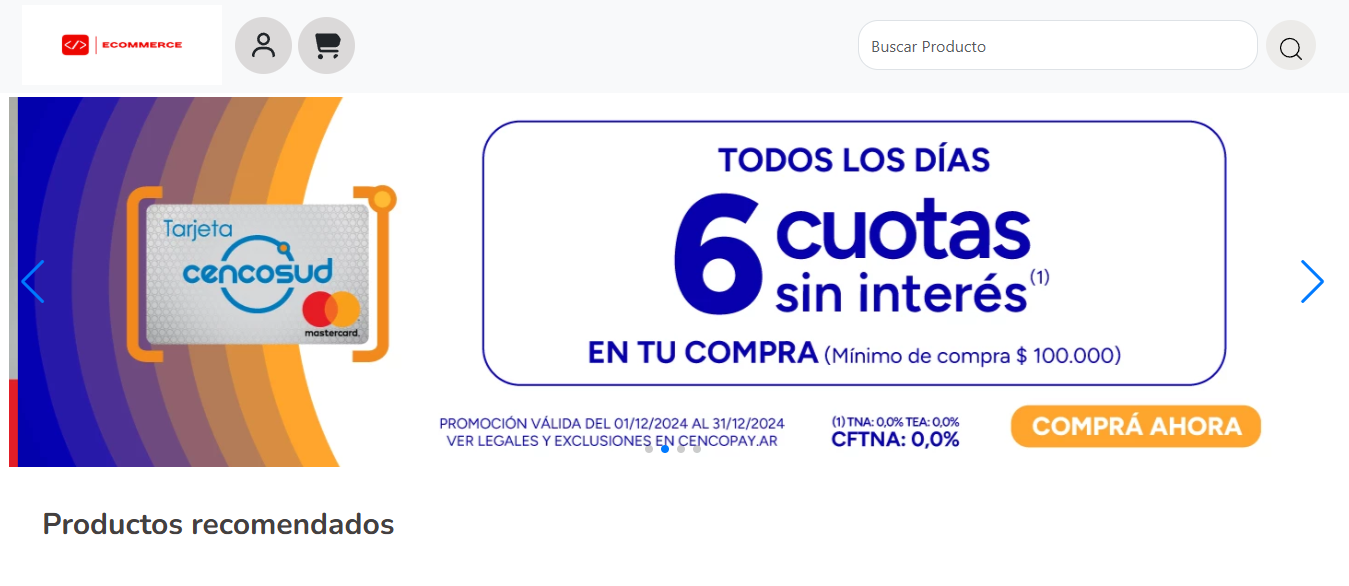 </> | ECOMMERCE
Buscar Producto
TODOS LOS DÍAS
6 cuotas
sin interés(1)
EN TU COMPRA (Mínimo de compra $ 100.000)
Tarjeta
cencosud
mastercard.
PROMOCIÓN VÁLIDA DEL 01/12/2024 AL 31/12/2024
VER LEGALES Y EXCLUSIONES EN CENCOPAY.AR
(1) TNA: 0,0% TEA: 0,0%
CFTNA: 0,0%
COMPRÁ AHORA
Productos recomendados